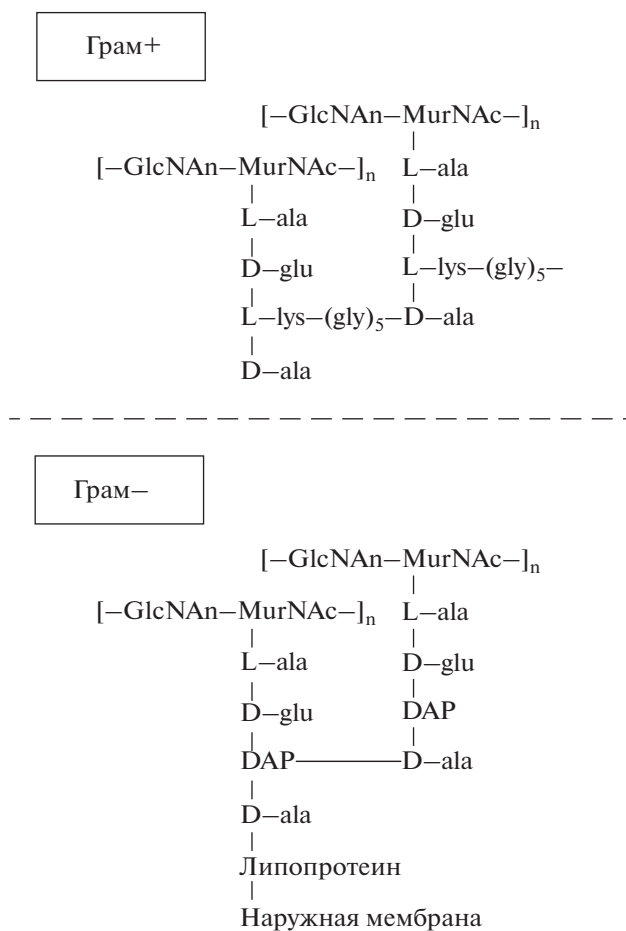 Грам+
[–GlcNAn–MurNAc–]n
[–GlcNAn–MurNAc–]n L–ala
L–ala D–glu
D–glu L–lys–(gly)5–
L–lys–(gly)5–D–ala
D–ala
Грам–
[–GlcNAn–MurNAc–]n
[–GlcNAn–MurNAc–]n L–ala
L–ala D–glu
D–glu DAP
DAP D–ala
D–ala
Липопротеин
Наружная мембрана